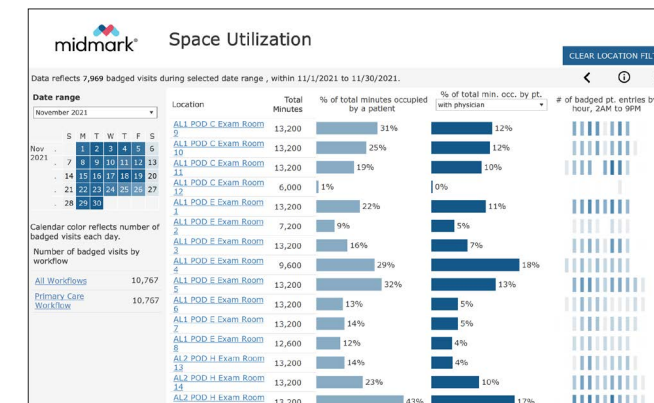 midmark
Space Utilization
CLEAR LOCATION FILT
Data reflects 7,969 badged visits during selected date range , within 11/1/2021 to 11/30/2021.
Date range
November 2021
S M T W T F S
Nov 2021
. 1 2 3 4 5 6
. 7 8 9 10 11 12 13
. 14 15 16 17 18 19 20
. 21 22 23 24 25 26 27
. 28 29 30
Calendar color reflects number of
badged visits each day.
Number of badged visits by
workflow
All Workflows 10,767
Primary Care
Workflow 10,767
Location
Total
Minutes
% of total minutes occupied
by a patient
% of total min. occ. by pt.
with physician
# of badged pt. entries by
hour, 2AM to 9PM
AL1 POD C Exam Room
9 13,200 31% 12%
AL1 POD C Exam Room
10 13,200 25% 12%
AL1 POD C Exam Room
11 13,200 19% 10%
AL1 POD C Exam Room
12 6,000 1% 0%
AL1 POD E Exam Room
1 13,200 22% 11%
AL1 POD E Exam Room
2 7,200 9% 5%
AL1 POD E Exam Room
3 13,200 16% 7%
AL1 POD E Exam Room
4 9,600 29% 18%
AL1 POD E Exam Room
5 13,200 32% 13%
AL1 POD E Exam Room
6 13,200 13% 5%
AL1 POD E Exam Room
7 13,200 14% 5%
AL1 POD E Exam Room
8 12,600 12% 4%
AL2 POD H Exam Room
13 13,200 14% 4%
AL2 POD H Exam Room
14 13,200 23% 10%
AL2 POD H Exam Room
13,200 43% 17%